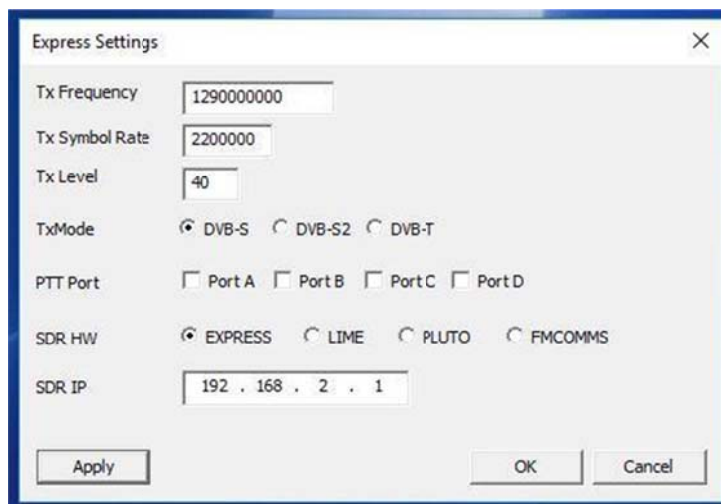 Express Settings
Tx Frequency 1290000000
Tx Symbol Rate 2200000
Tx Level 40
TxMode DVB-S DVB-S2 DVB-T
PTT Port Port A Port B Port C Port D
SDR HW EXPRESS LIME PLUTO FMCOMMS
SDR IP 192 . 168 . 2 . 1
Apply OK Cancel